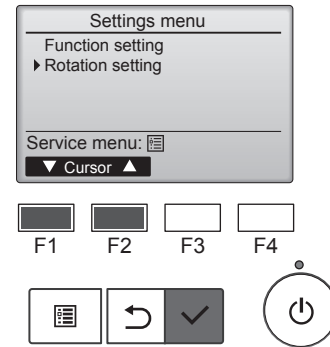 Settings menu
Function setting
Rotation setting
Service menu:
▼ Cursor ▲
F1 F2 F3 F4